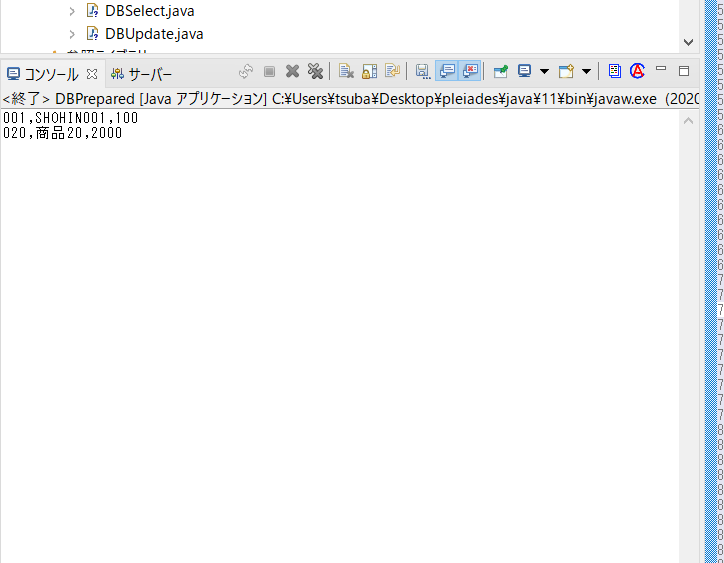 DBSelect.java
DBUpdate.java
コンソール サーバー
<終了> DBPrepared [Java アプリケーション] C:¥Users¥tsuba¥Desktop¥pleiades¥java¥11¥bin¥javaw.exe (2020
001,SHOHIN001,100
020,商品20,2000